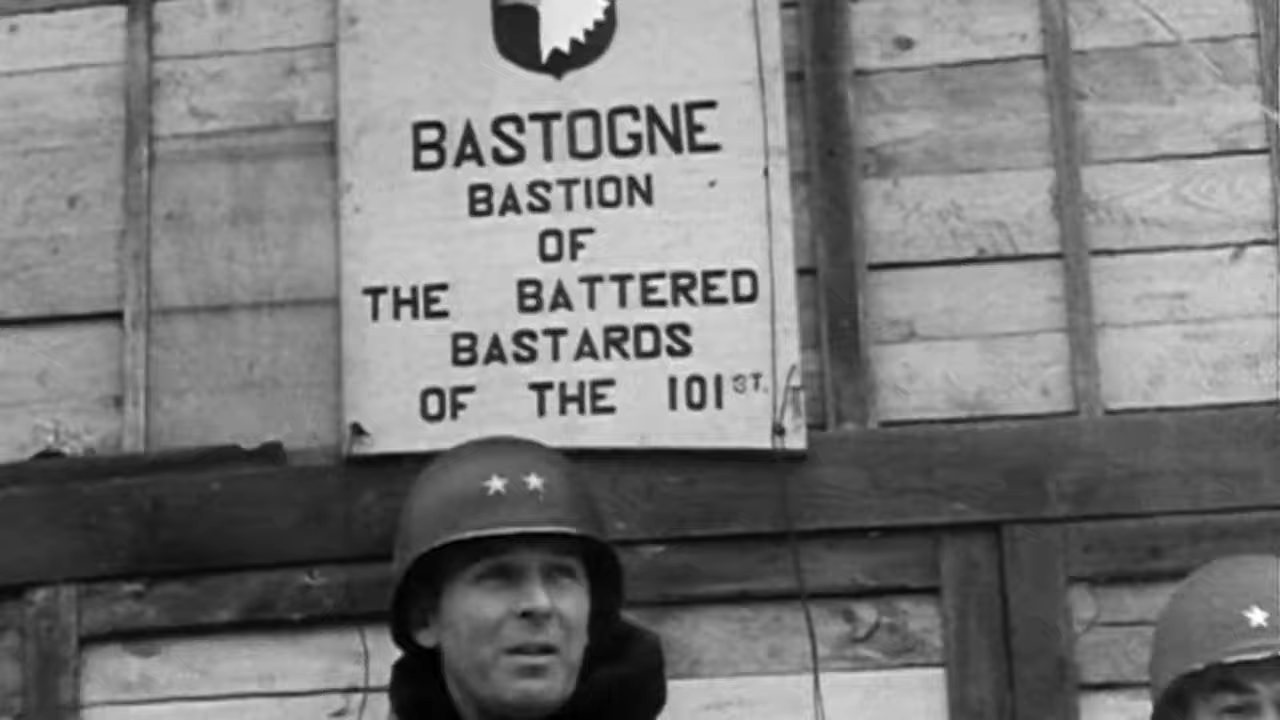 BASTOGNE
BASTION
OF
THE BATTERED
BASTARDS
OF THE 101ST.